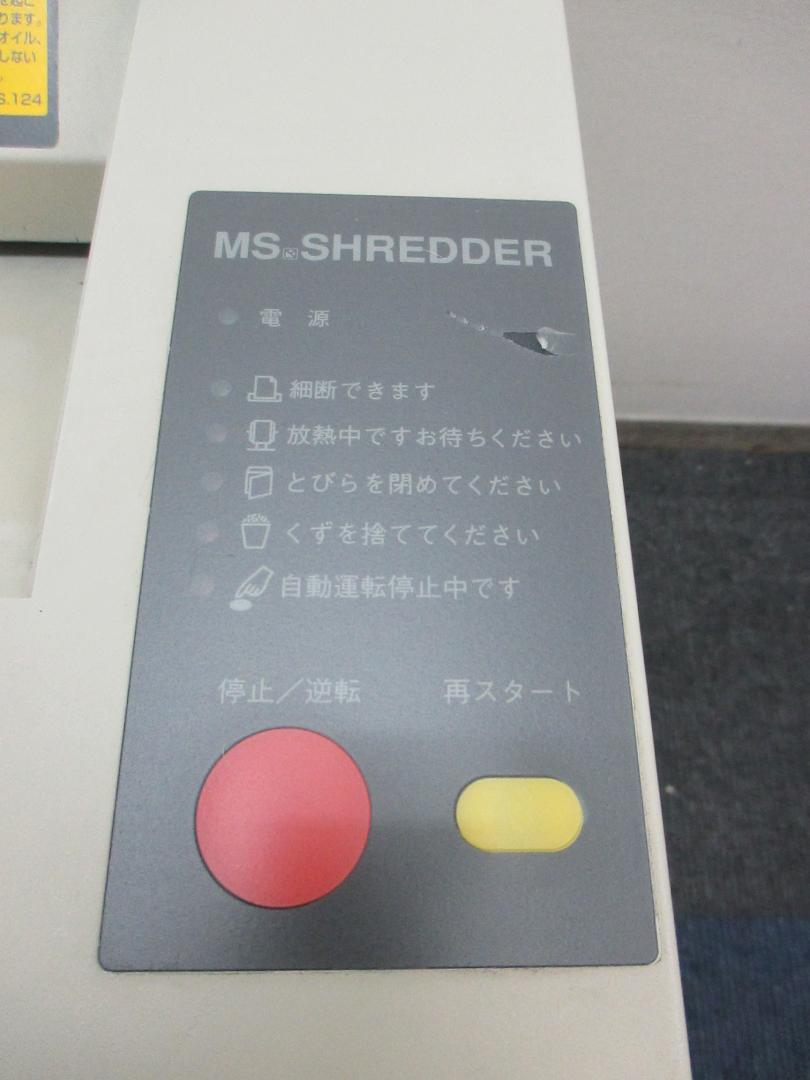 ります。
オイル、
しない
S.124
MS SHREDDER
電源
細断できます
放熱中ですお待ちください
とびらを閉めてください
くずを捨ててください
自動運転停止中です
停止／逆転 再スタート